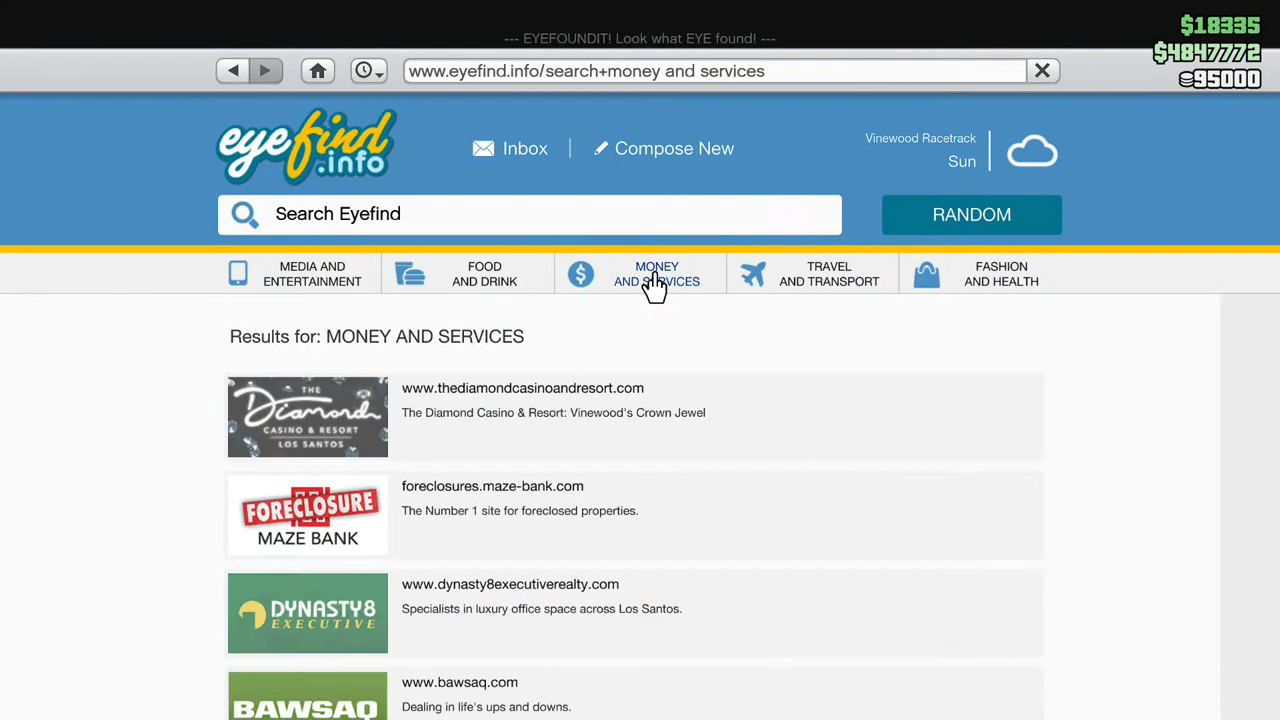 --- EYEFOUNDIT! Look what EYE found! ---
$18335
$4847772
95000
www.eyefind.info/search+money and services
eyefind
.info
Inbox
Compose New
Vinewood Racetrack
Sun
Search Eyefind
RANDOM
MEDIA AND
ENTERTAINMENT
FOOD
AND DRINK
MONEY
AND SERVICES
TRAVEL
AND TRANSPORT
FASHION
AND HEALTH
Results for: MONEY AND SERVICES
THE
Diamond
CASINO & RESORT
LOS SANTOS
www.thediamondcasinoandresort.com
The Diamond Casino & Resort: Vinewood's Crown Jewel
FORECLOSURE
MAZE BANK
foreclosures.maze-bank.com
The Number 1 site for foreclosed properties.
DYNASTY8
EXECUTIVE
www.dynasty8executiverealty.com
Specialists in luxury office space across Los Santos.
BAWSAQ
www.bawsaq.com
Dealing in life's ups and downs.